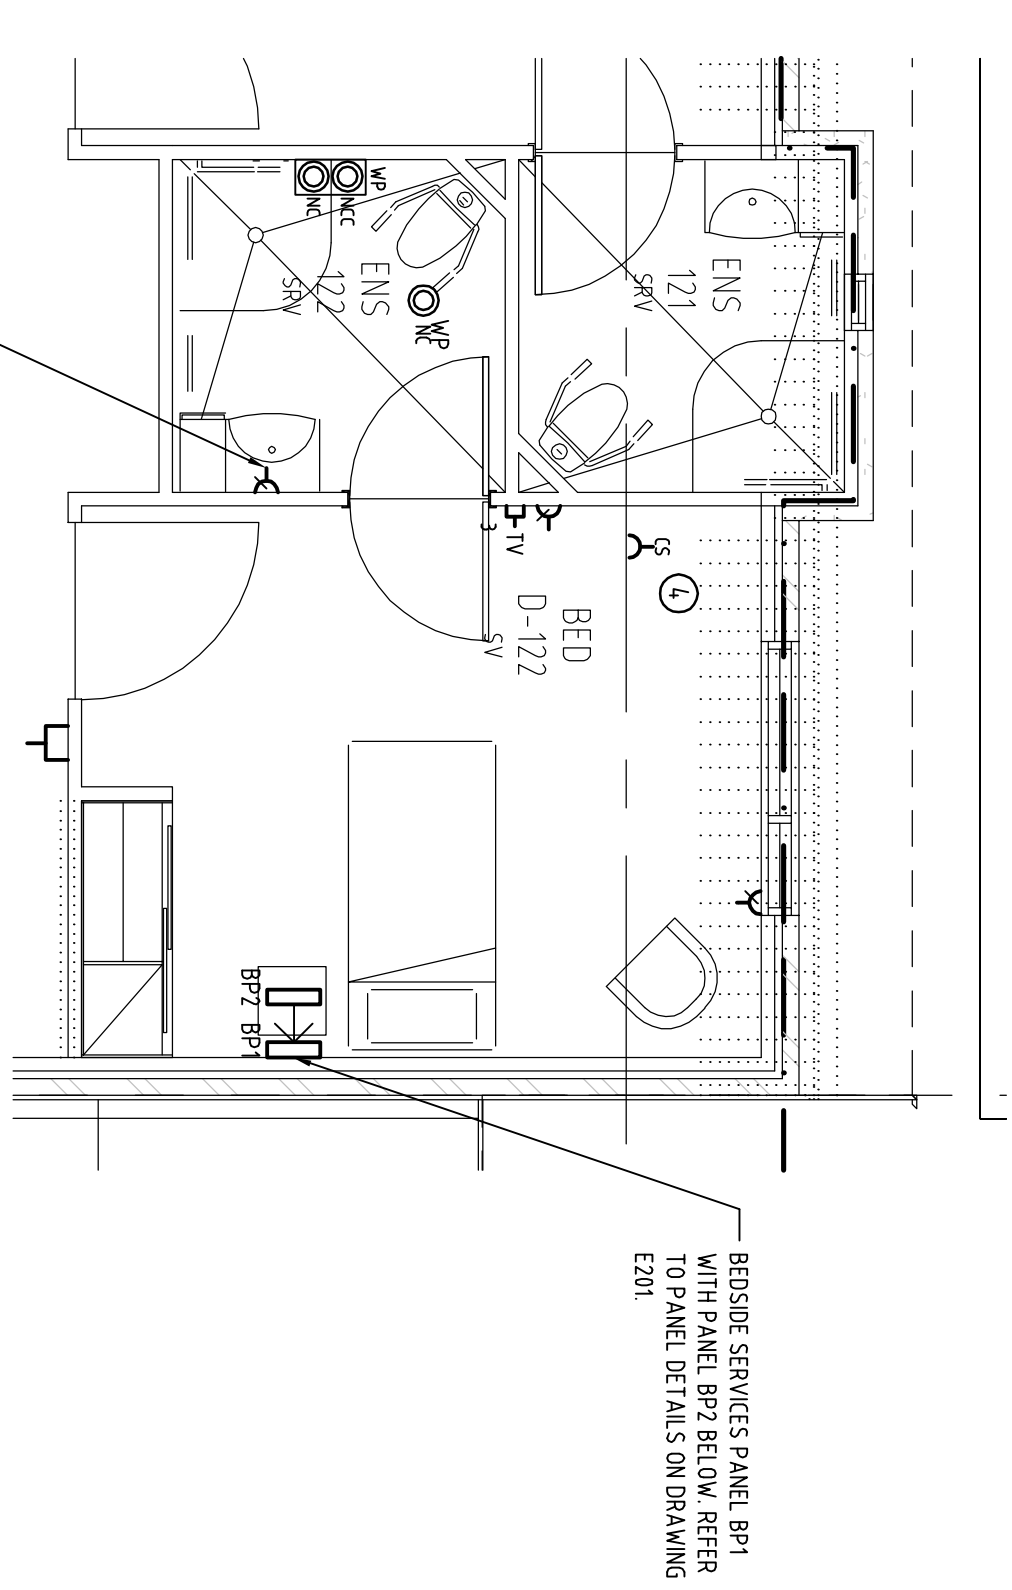 WP
NC
NCC
ENS
122
SRV
WP
NC
ENS
121
SRV
3
TV
CS
4
BED
D-122
SV
BP2
BP1
BEDSIDE SERVICES PANEL BP1
WITH PANEL BP2 BELOW. REFER
TO PANEL DETAILS ON DRAWING
E201.